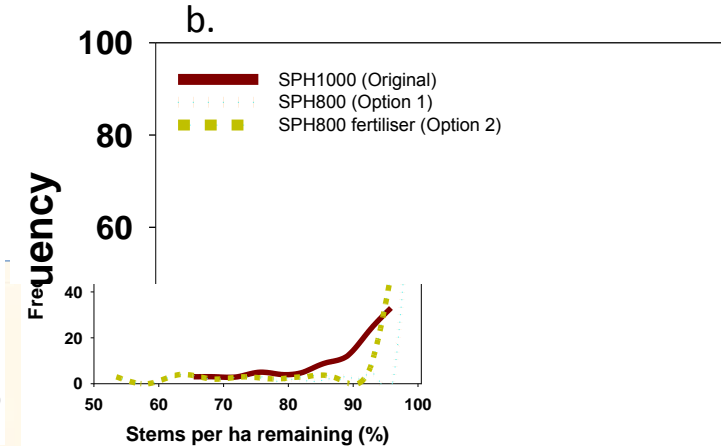 b.
100
SPH1000 (Original)
SPH800 (Option 1)
80
SPH800 fertiliser (Option 2)
60
uency
Fre
40
20
0
50 60 70 80 90 100
Stems per ha remaining (%)